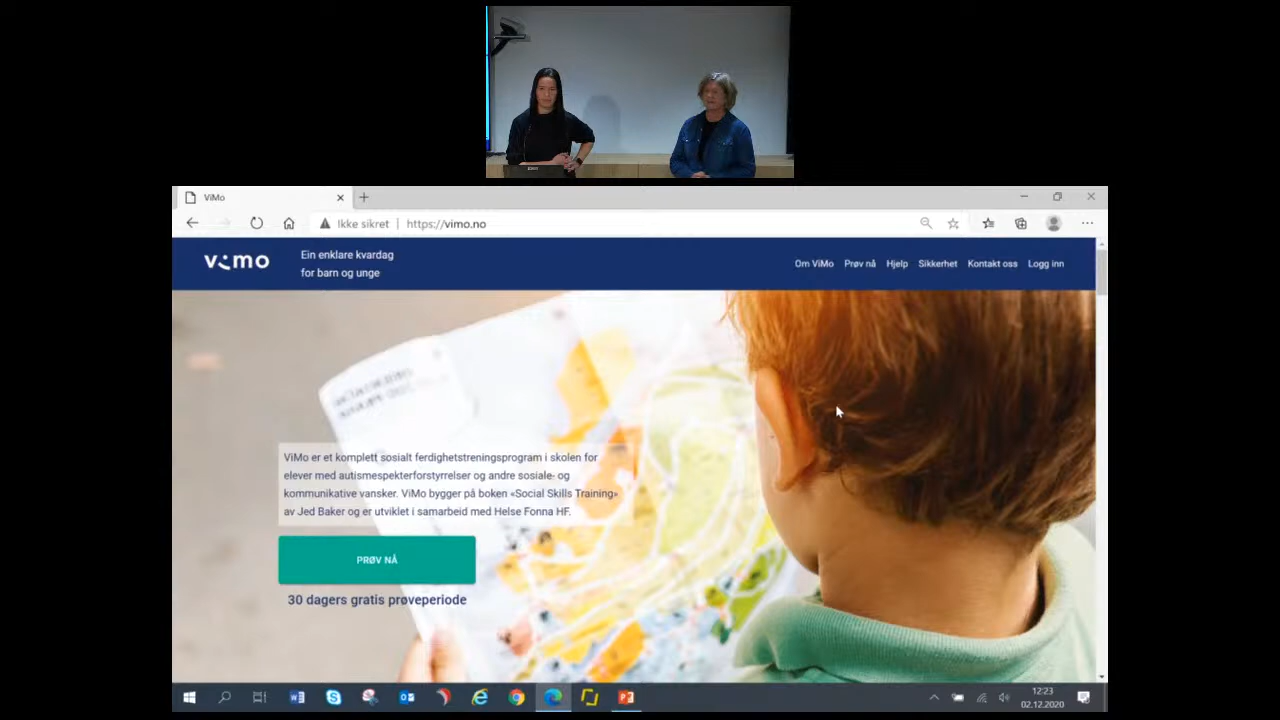 ViMo
Ikke sikret
https://vimo.no
vimo
Ein enklare kvardag
for barn og unge
Om ViMo
Prøv nå
Hjelp
Sikkerhet
Kontakt oss
Logg inn
ViMo er et komplett sosialt ferdighetstreningsprogram i skolen for
elever med autismespekterforstyrrelser og andre sosiale- og
kommunikative vansker. ViMo bygger på boken «Social Skills Training»
av Jed Baker og er utviklet i samarbeid med Helse Fonna HF.
PRØV NÅ
30 dagers gratis prøveperiode
12:23
02.12.2020